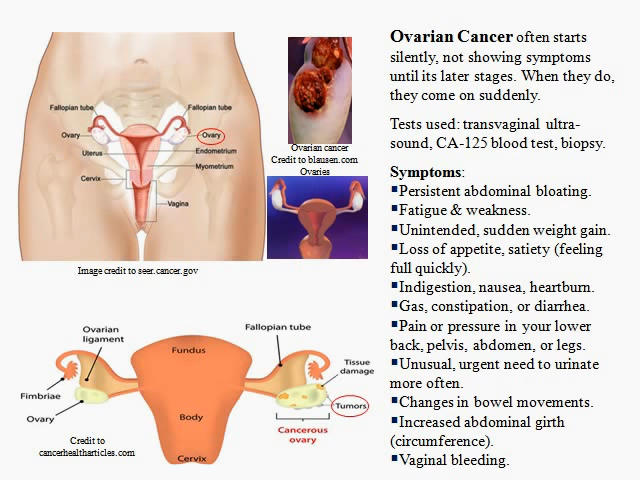 Fallopian tube
Fallopian tube
Ovary
Ovary
Uterus
Endometrium
Myometrium
Cervix
Vagina
Image credit to seer.cancer.gov
Ovarian cancer
Credit to blausen.com
Ovaries
Ovarian
ligament
Fallopian tube
Fundus
Tissue
damage
Fimbriae
Ovary
Tumors
Body
Cancerous
ovary
Cervix
Credit to
cancerhealtharticles.com
Ovarian Cancer often starts
silently, not showing symptoms
until its later stages. When they do,
they come on suddenly.
Tests used: transvaginal ultra-
sound, CA-125 blood test, biopsy.
Symptoms:
▪Persistent abdominal bloating.
▪Fatigue & weakness.
▪Unintended, sudden weight gain.
▪Loss of appetite, satiety (feeling
full quickly).
▪Indigestion, nausea, heartburn.
▪Gas, constipation, or diarrhea.
▪Pain or pressure in your lower
back, pelvis, abdomen, or legs.
▪Unusual, urgent need to urinate
more often.
▪Changes in bowel movements.
▪Increased abdominal girth
(circumference).
▪Vaginal bleeding.